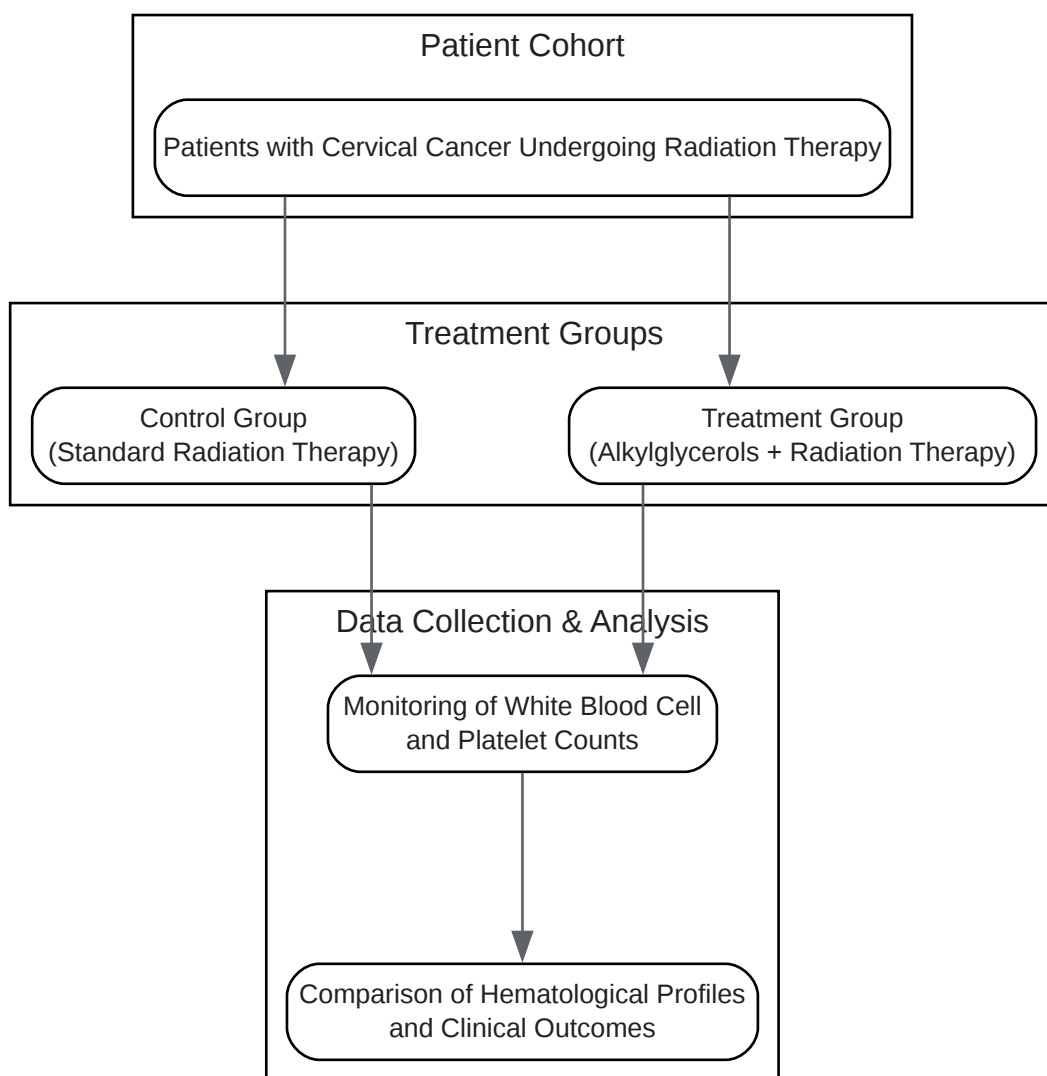 Patient Cohort
Patients with Cervical Cancer Undergoing Radiation Therapy
Treatment Groups
Control Group
(Standard Radiation Therapy)
Treatment Group
(Alkylglycerols + Radiation Therapy)
Data Collection & Analysis
Monitoring of White Blood Cell
and Platelet Counts
Comparison of Hematological Profiles
and Clinical Outcomes